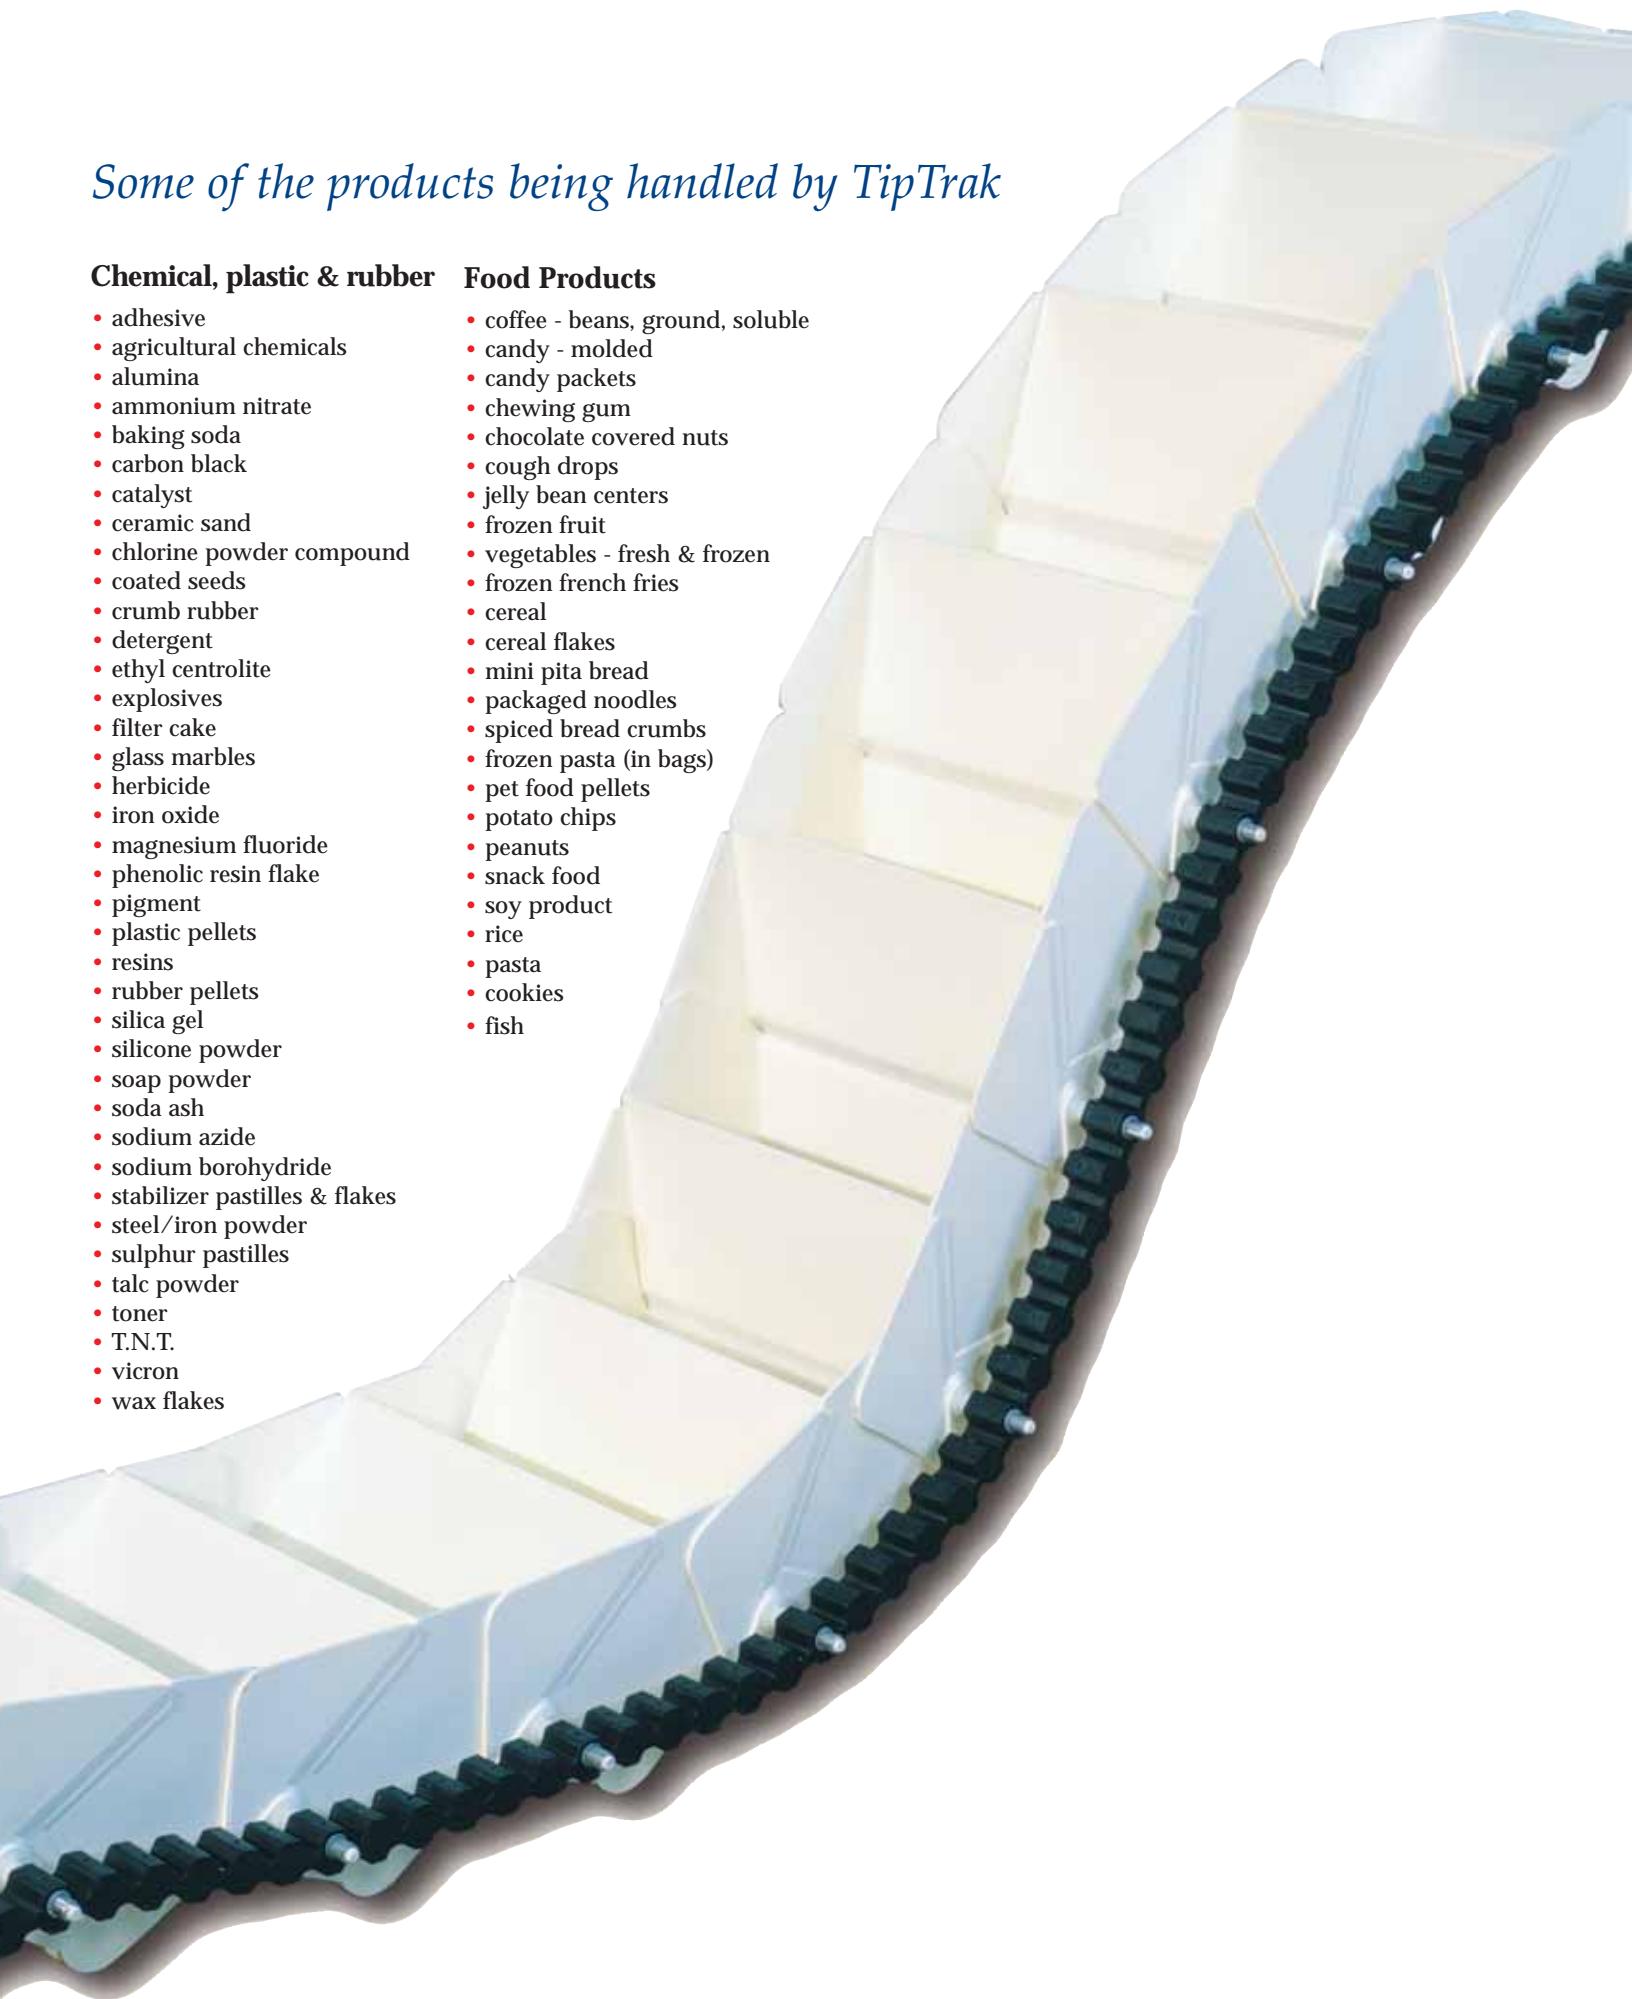 Some of the products being handled by TipTrak
Chemical, plastic & rubber
• adhesive
• agricultural chemicals
• alumina
• ammonium nitrate
• baking soda
• carbon black
• catalyst
• ceramic sand
• chlorine powder compound
• coated seeds
• crumb rubber
• detergent
• ethyl centrolite
• explosives
• filter cake
• glass marbles
• herbicide
• iron oxide
• magnesium fluoride
• phenolic resin flake
• pigment
• plastic pellets
• resins
• rubber pellets
• silica gel
• silicone powder
• soap powder
• soda ash
• sodium azide
• sodium borohydride
• stabilizer pastilles & flakes
• steel/iron powder
• sulphur pastilles
• talc powder
• toner
• T.N.T.
• vicron
• wax flakes
Food Products
• coffee - beans, ground, soluble
• candy - molded
• candy packets
• chewing gum
• chocolate covered nuts
• cough drops
• jelly bean centers
• frozen fruit
• vegetables - fresh & frozen
• frozen french fries
• cereal
• cereal flakes
• mini pita bread
• packaged noodles
• spiced bread crumbs
• frozen pasta (in bags)
• pet food pellets
• potato chips
• peanuts
• snack food
• soy product
• rice
• pasta
• cookies
• fish